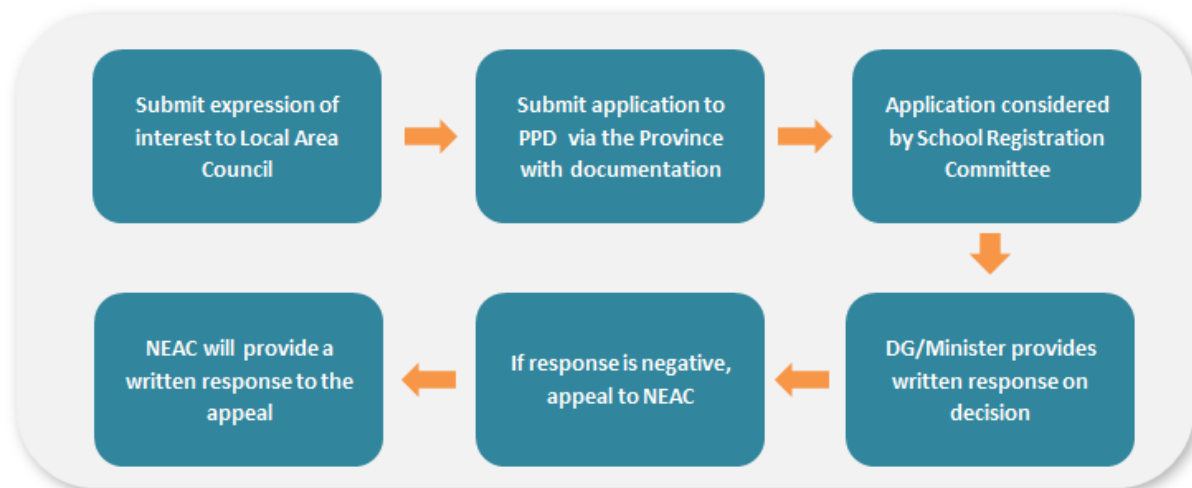 Submit expression of
interest to Local Area
Council
Submit application to
PPD via the Province
with documentation
Application considered
by School Registration
Committee
DG/Minister provides
written response on
decision
If response is negative,
appeal to NEAC
NEAC will provide a
written response to the
appeal